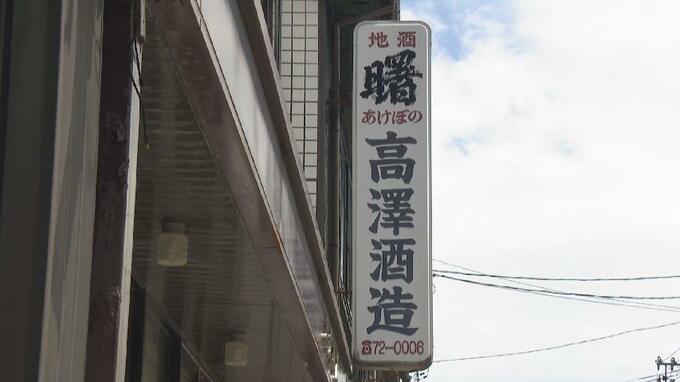 地酒
曙
あけぼの
高澤酒造
☎72-0006